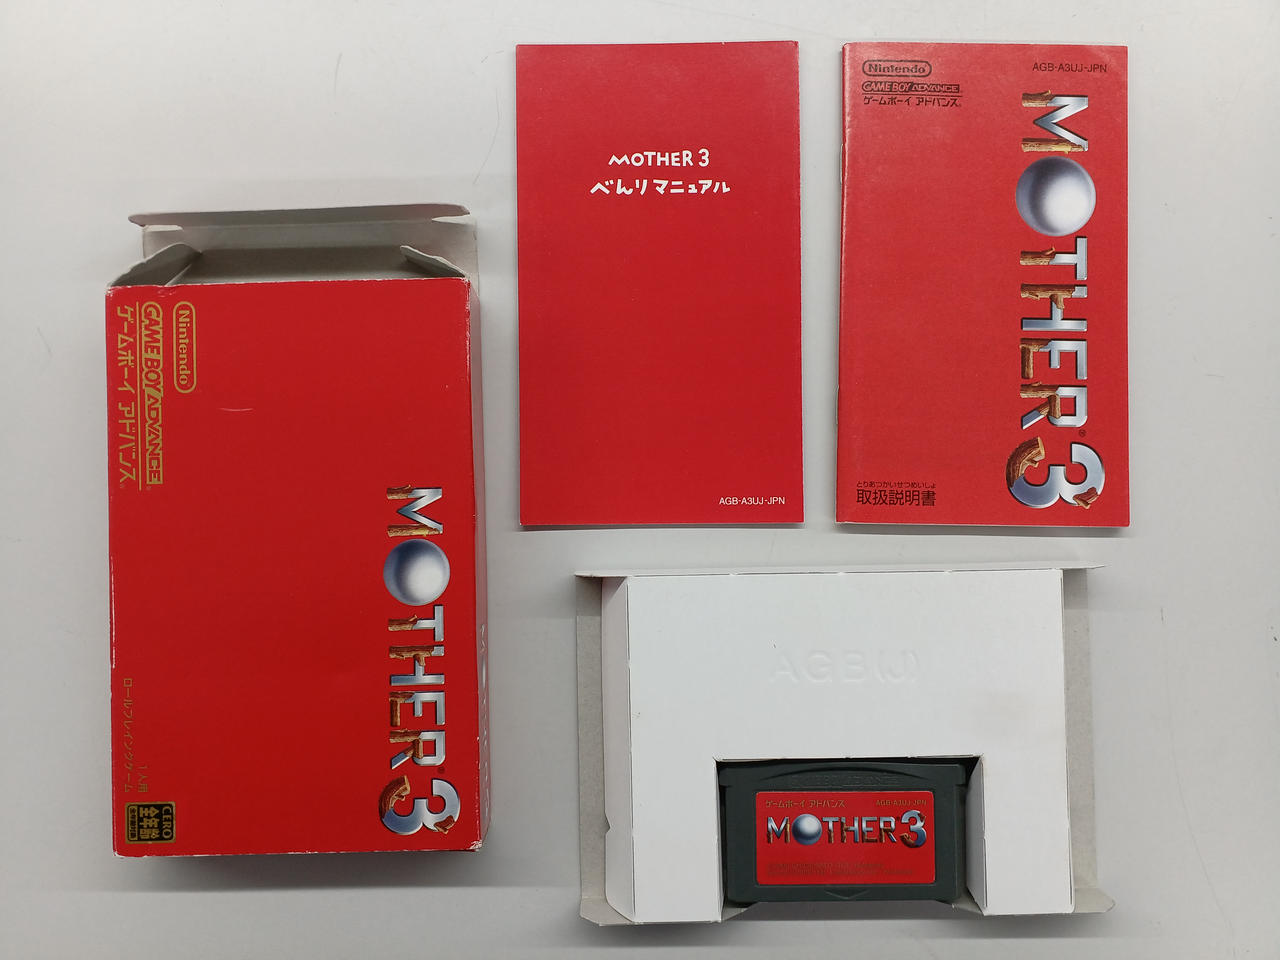 MOTHER 3
べんりマニュアル
AGB-A3UJ-JPN
Nintendo
GAME BOY ADVANCE
ゲームボーイ アドバンス
AGB-A3UJ-JPN
MOTHER 3
とりあつかいせつめいしょ
取扱説明書
Nintendo
GAME BOY ADVANCE
ゲームボーイ アドバンス
MOTHER 3
1人用
ロールプレイングゲーム
CERO
全年齢
AGB(J)
ゲームボーイ アドバンス
AGB-A3UJ-JPN
MOTHER 3